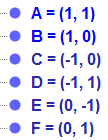 A = (1, 1)
B = (1, 0)
C = (-1, 0)
D = (-1, 1)
E = (0, -1)
F = (0, 1)